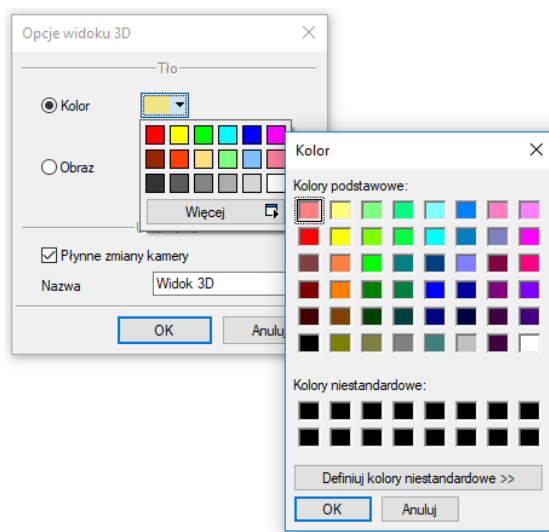 Opcje widoku 3D
Tło
Kolor
Obraz
Więcej
Płynne zmiany kamery
Nazwa
Widok 3D
OK
Anuluj
Kolor
Kolory podstawowe:
Kolory niestandardowe:
Definiuj kolory niestandardowe >>
OK
Anuluj